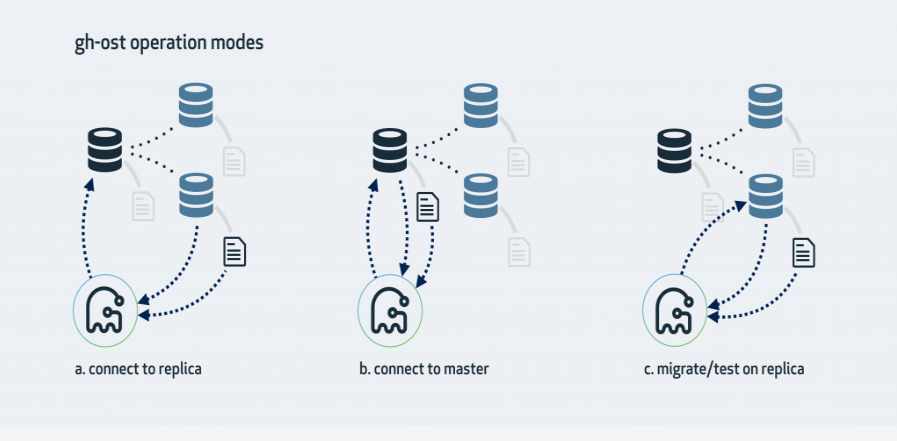 gh-ost operation modes
a. connect to replica
b. connect to master
c. migrate/test on replica